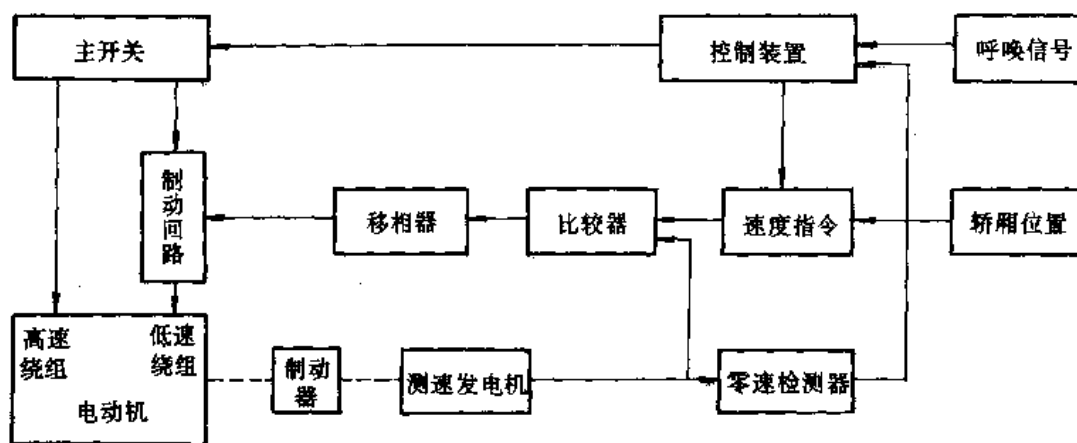 主开关
控制装置
呼唤信号
制动回路
移相器
比较器
速度指令
轿厢位置
高速绕组
低速绕组
电动机
制动器
测速发电机
零速检测器